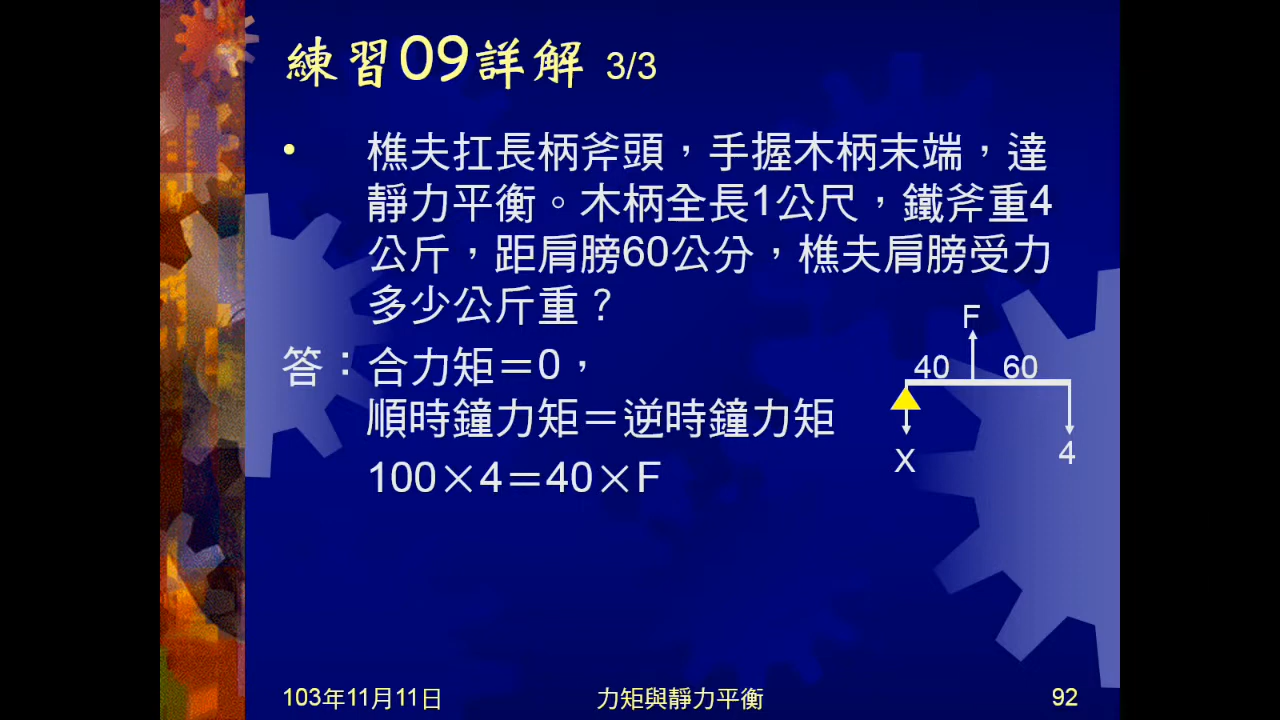 練習09詳解 3/3
• 樵夫扛長柄斧頭，手握木柄末端，達
靜力平衡。木柄全長1公尺，鐵斧重4
公斤，距肩膀60公分，樵夫肩膀受力
多少公斤重？
答：合力矩＝0，
順時鐘力矩＝逆時鐘力矩
100×4＝40×F
F
40 60
X
4
103年11月11日 力矩與靜力平衡 92